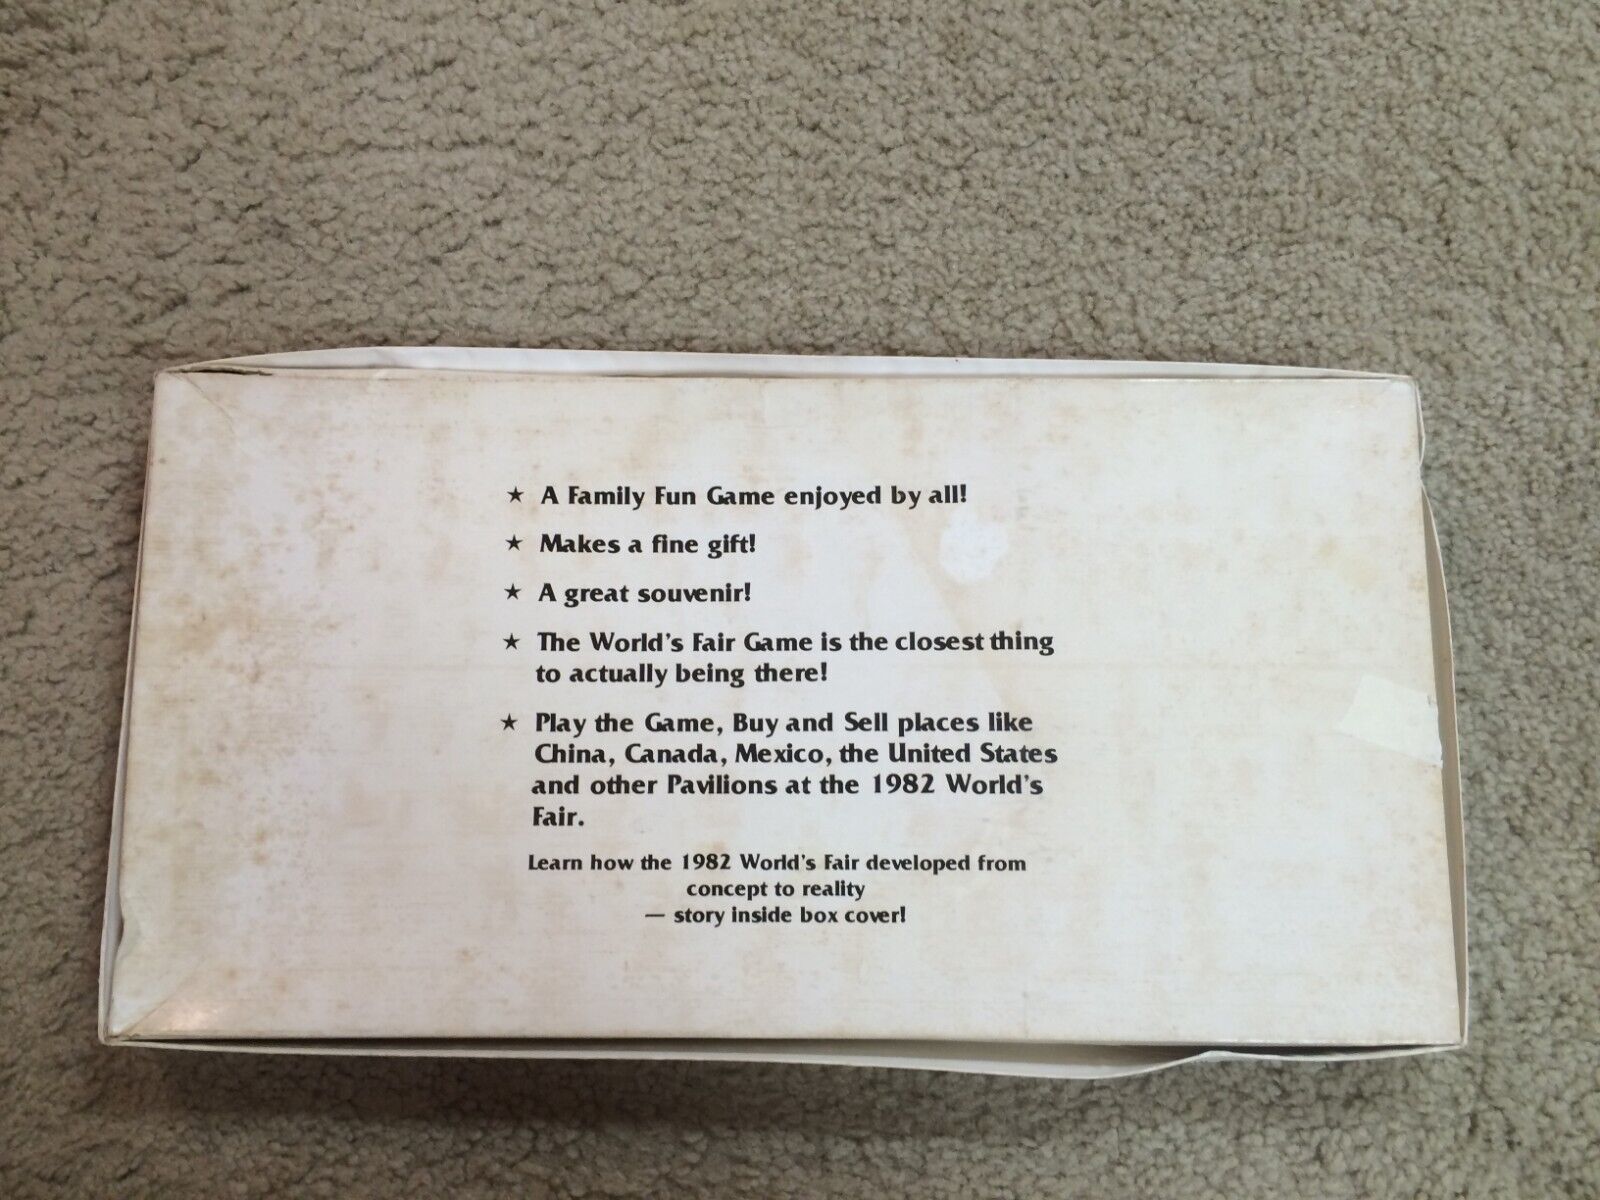 ★ A Family Fun Game enjoyed by all!
★ Makes a fine gift!
★ A great souvenir!
★ The World's Fair Game is the closest thing
to actually being there!
★ Play the Game, Buy and Sell places like
China, Canada, Mexico, the United States
and other Pavilions at the 1982 World's
Fair.
Learn how the 1982 World's Fair developed from
concept to reality
— story inside box cover!